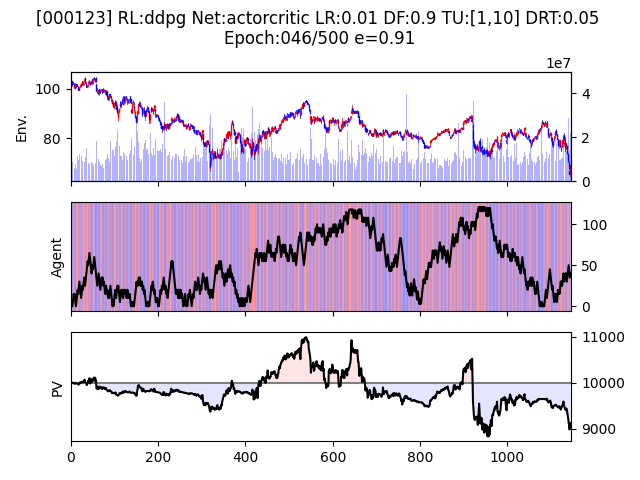 [000123] RL:ddpg Net:actorcritic LR:0.01 DF:0.9 TU:[1,10] DRT:0.05
Epoch:046/500 e=0.91
1e7
100
80
Env.
4
2
0
Agent
100
50
0
PV
11000
10000
9000
0 200 400 600 800 1000